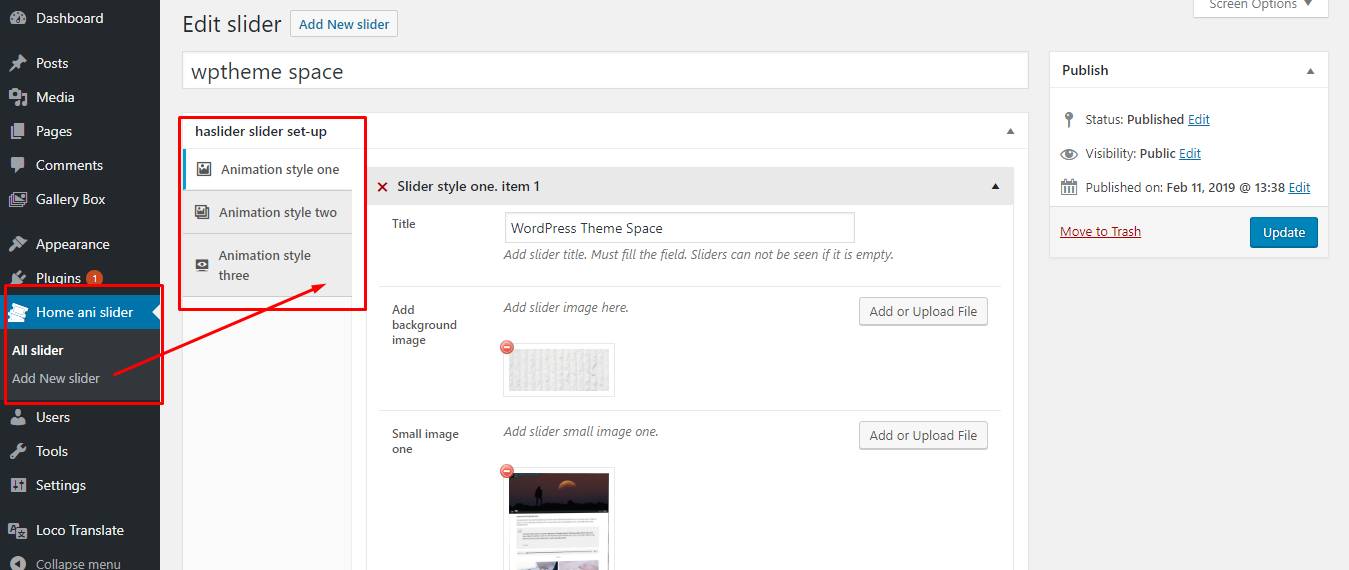 Dashboard
Posts
Media
Pages
Comments
Gallery Box
Appearance
Plugins 1
Home ani slider
All slider
Add New slider
Users
Tools
Settings
Loco Translate
Collapse menu
Screen Options
Edit slider Add New slider
wptheme space
haslider slider set-up
Animation style one
Animation style two
Animation style
three
Slider style one. item 1
Title
WordPress Theme Space
Add slider title. Must fill the field. Sliders can not be seen if it is empty.
Add
background
image
Add slider image here.
Add or Upload File
Small image
one
Add slider small image one.
Add or Upload File
Publish
Status: Published Edit
Visibility: Public Edit
Published on: Feb 11, 2019 @ 13:38 Edit
Move to Trash
Update